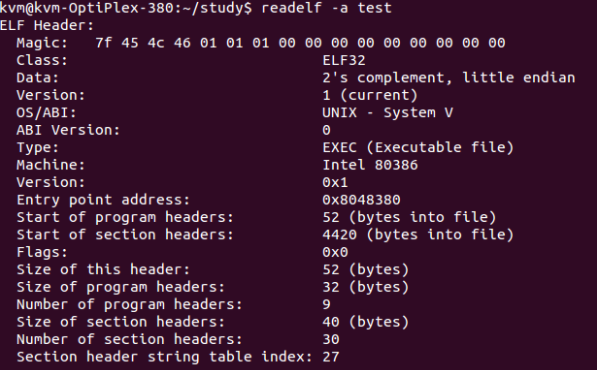 kvm@kvm-OptiPlex-380:~/study$ readelf -a test
ELF Header:
  Magic:   7f 45 4c 46 01 01 01 00 00 00 00 00 00 00 00 00
  Class:                             ELF32
  Data:                              2's complement, little endian
  Version:                           1 (current)
  OS/ABI:                            UNIX - System V
  ABI Version:                       0
  Type:                              EXEC (Executable file)
  Machine:                           Intel 80386
  Version:                           0x1
  Entry point address:               0x8048380
  Start of program headers:          52 (bytes into file)
  Start of section headers:          4420 (bytes into file)
  Flags:                             0x0
  Size of this header:               52 (bytes)
  Size of program headers:           32 (bytes)
  Number of program headers:         9
  Size of section headers:           40 (bytes)
  Number of section headers:         30
  Section header string table index: 27